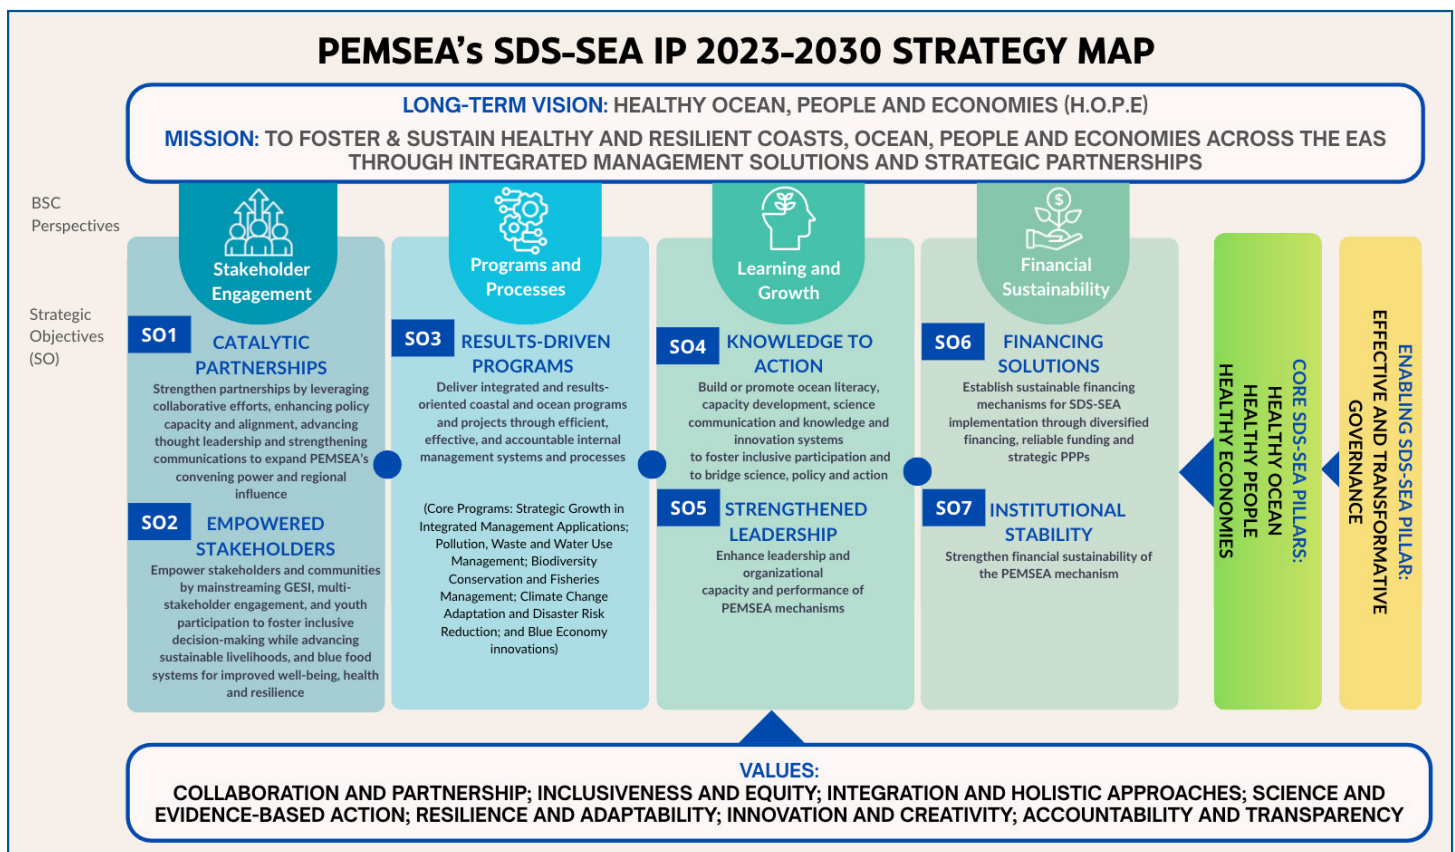 PEMSEA's SDS-SEA IP 2023-2030 STRATEGY MAP
LONG-TERM VISION: HEALTHY OCEAN, PEOPLE AND ECONOMIES (H.O.P.E)
MISSION: TO FOSTER & SUSTAIN HEALTHY AND RESILIENT COASTS, OCEAN, PEOPLE AND ECONOMIES ACROSS THE EAS
THROUGH INTEGRATED MANAGEMENT SOLUTIONS AND STRATEGIC PARTNERSHIPS
BSC
Perspectives
Strategic
Objectives
(SO)
Stakeholder
Engagement
SO1
CATALYTIC
PARTNERSHIPS
Strengthen partnerships by leveraging
collaborative efforts, enhancing policy
capacity and alignment, advancing
thought leadership and strengthening
communications to expand PEMSEA's
convening power and regional
influence
SO2
EMPOWERED
STAKEHOLDERS
Empower stakeholders and communities
by mainstreaming GESI, multi-
stakeholder engagement, and youth
participation to foster inclusive
decision-making while advancing
sustainable livelihoods, and blue food
systems for improved well-being, health
and resilience
Programs and
Processes
SO3
RESULTS-DRIVEN
PROGRAMS
Deliver integrated and results-
oriented coastal and ocean programs
and projects through efficient,
effective, and accountable internal
management systems and processes
(Core Programs: Strategic Growth in
Integrated Management Applications;
Pollution, Waste and Water Use
Management; Biodiversity
Conservation and Fisheries
Management; Climate Change
Adaptation and Disaster Risk
Reduction; and Blue Economy
innovations)
Learning and
Growth
SO4
KNOWLEDGE TO
ACTION
Build or promote ocean literacy,
capacity development, science
communication and knowledge and
innovation systems
to foster inclusive participation and
to bridge science, policy and action
SO5
STRENGTHENED
LEADERSHIP
Enhance leadership and
organizational
capacity and performance of
PEMSEA mechanisms
$
Financial
Sustainability
SO6
FINANCING
SOLUTIONS
Establish sustainable financing
mechanisms for SDS-SEA
implementation through diversified
financing, reliable funding and
strategic PPPs
SO7
INSTITUTIONAL
STABILITY
Strengthen financial sustainability of
the PEMSEA mechanism
CORE SDS-SEA PILLARS:
HEALTHY OCEAN
HEALTHY PEOPLE
HEALTHY ECONOMIES
ENABLING SDS-SEA PILLAR:
EFFECTIVE AND TRANSFORMATIVE
GOVERNANCE
VALUES:
COLLABORATION AND PARTNERSHIP; INCLUSIVENESS AND EQUITY; INTEGRATION AND HOLISTIC APPROACHES; SCIENCE AND
EVIDENCE-BASED ACTION; RESILIENCE AND ADAPTABILITY; INNOVATION AND CREATIVITY; ACCOUNTABILITY AND TRANSPARENCY